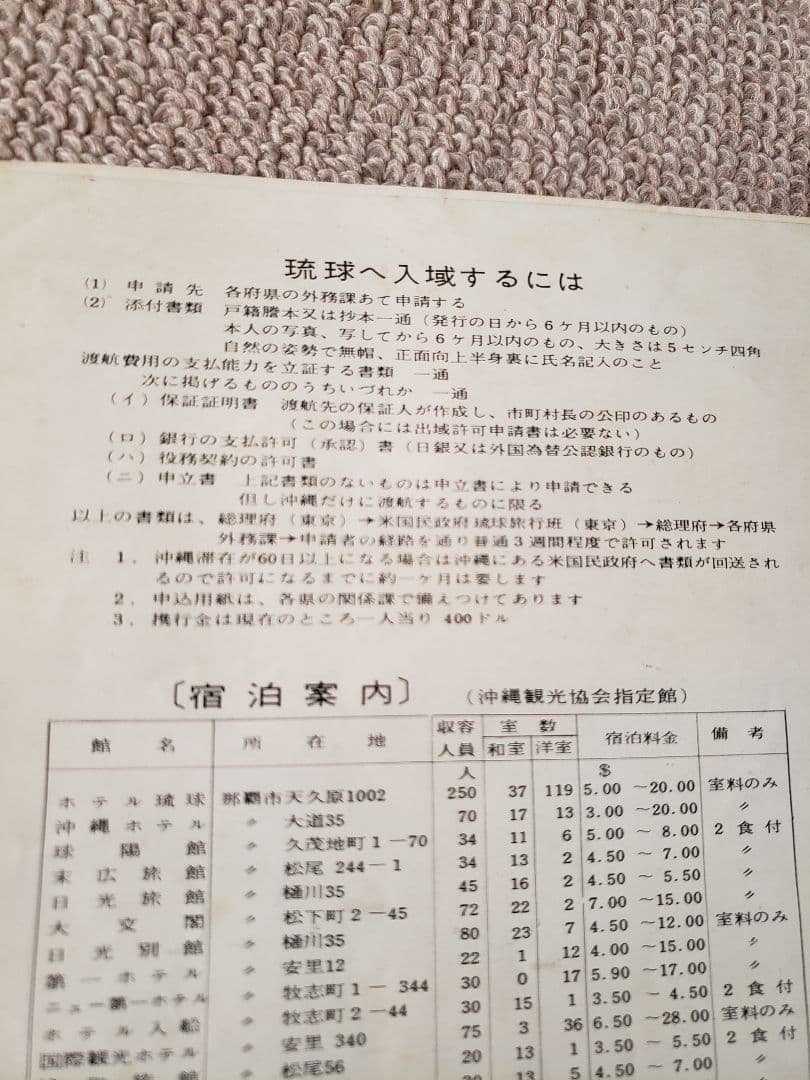 琉球へ入域するには
(1) 申請先 各府県の外務課あて申請する
(2) 添付書類 戸籍謄本又は抄本一通(発行の日から6ケ月以内のもの)
本人の写真、写してから6ケ月以内のもの、大きさは5センチ四角
自然の姿勢で無帽、正面向上半身裏に氏名記入のこと
渡航費用の支払能力を立証する書類 一通
次に掲げるもののうちいづれか 一通
(イ)保証証明書 渡航先の保証人が作成し、市町村長の公印のあるもの
(この場合には出域許可申請書は必要ない)
(ロ)銀行の支払許可(承認)書(日銀又は外国為替公認銀行のもの)
(ハ)役務契約の許可書
(ニ)申立書 上記書類のないものは申立書により申請できる
但し沖縄だけに渡航するものに限る
以上の書類は、総理府(東京)→米国民政府琉球旅行班(東京)→総理府→各府県
外務課→申請者の経路を通り普通3週間程度で許可されます
注 1. 沖縄滞在が60日以上になる場合は沖縄にある米国民政府へ書類が回送され
るので許可になるまでに約一ケ月は要します
2. 申込用紙は、各県の関係課で備えつけてあります
3. 携行金は現在のところ一人当り 400ドル
〔宿泊案内〕 (沖縄観光協会指定館)
館名 所在地 収容人員 室数 和室 洋室 宿泊料金 備考
人 $
ホテル琉球 那覇市天久原1002 250 37 119 5.00 ~20.00 室料のみ
沖縄ホテル 〃 大道35 70 17 13 3.00 ~20.00 〃
球陽館 〃 久茂地町1-70 34 11 6 5.00 ~ 8.00 2食付
末広旅館 〃 松尾 244-1 34 13 2 4.50 ~ 7.00 〃
日光旅館 〃 樋川35 45 16 2 4.50 ~ 5.50 〃
大文閣 〃 松下町2-45 72 22 2 7.00 ~15.00 〃
日光別館 〃 樋川35 80 23 7 4.50 ~12.00 室料のみ
第一ホテル 〃 安里12 22 1 12 4.00 ~15.00 〃
ニュー第一ホテル 〃 牧志町1-344 30 0 17 5.90 ~17.00 〃
ホテル入船 〃 牧志町2-44 30 15 1 3.50 ~ 4.50 2食付
国際観光ホテル 〃 安里 340 75 3 36 6.50 ~28.00 室料のみ
旅館 〃 松尾56 20 13 1 3.50 ~ 5.50 2食付
13 5 4.50 ~ 7.00 〃